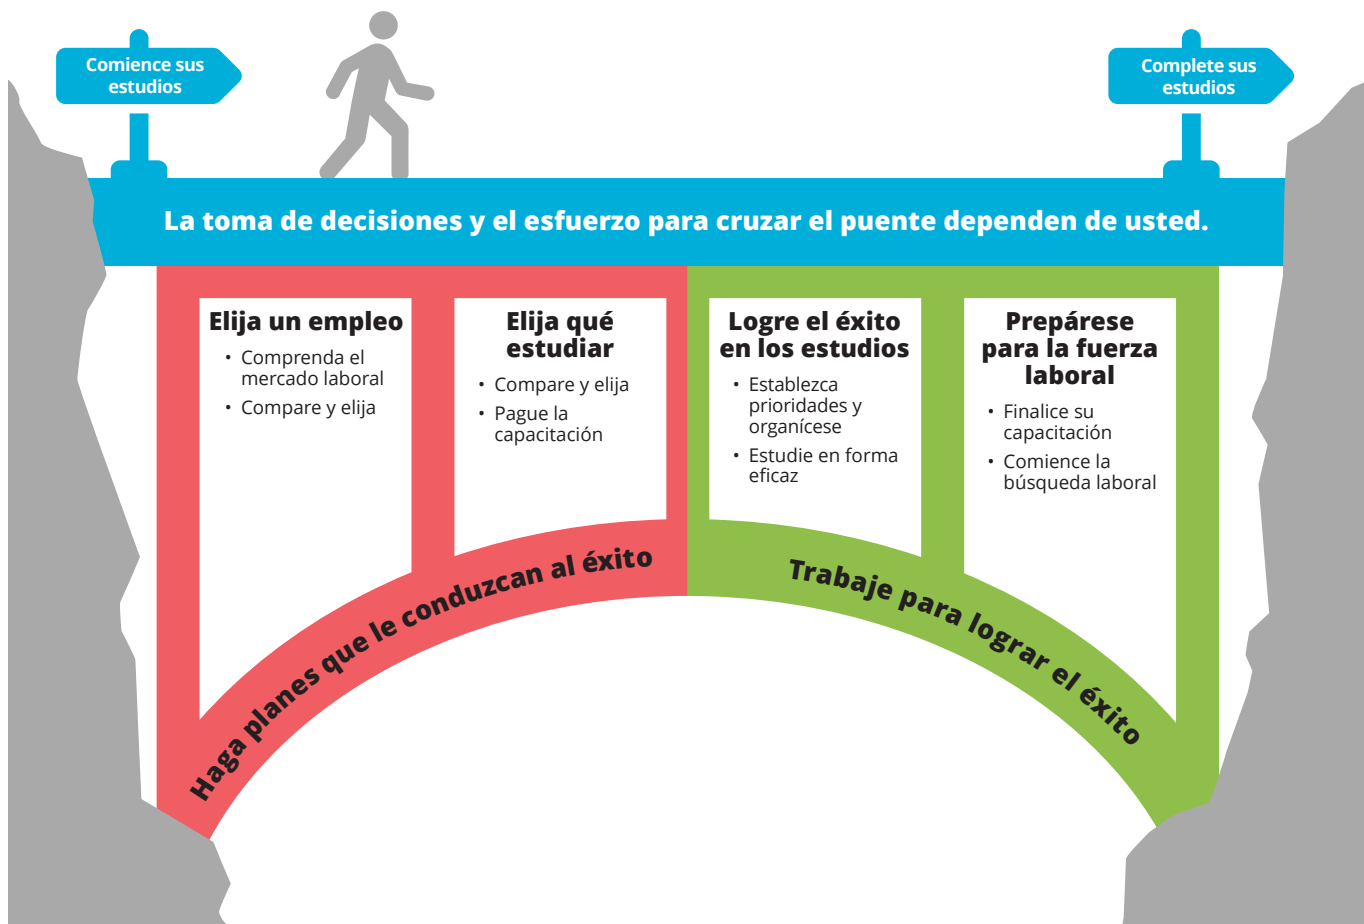 Comience sus
estudios
Complete sus
estudios
La toma de decisiones y el esfuerzo para cruzar el puente dependen de usted.
Elija un empleo
• Comprenda el
mercado laboral
• Compare y elija
Elija qué
estudiar
• Compare y elija
• Pague la
capacitación
Logre el éxito
en los estudios
• Establezca
prioridades y
organícese
• Estudie en forma
eficaz
Prepárese
para la fuerza
laboral
• Finalice su
capacitación
• Comience la
búsqueda laboral
Haga planes que le conduzcan al éxito
Trabaje para lograr el éxito